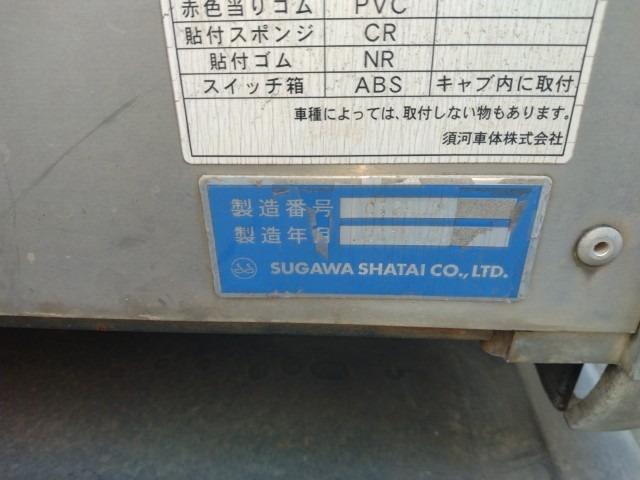 赤色当りゴム PVC
貼付スポンジ CR
貼付ゴム NR
スイッチ箱 ABS キャブ内に取付
車種によっては、取付しない物もあります。
須河車体株式会社
製造番号
製造年月
SUGAWA SHATAI CO., LTD.